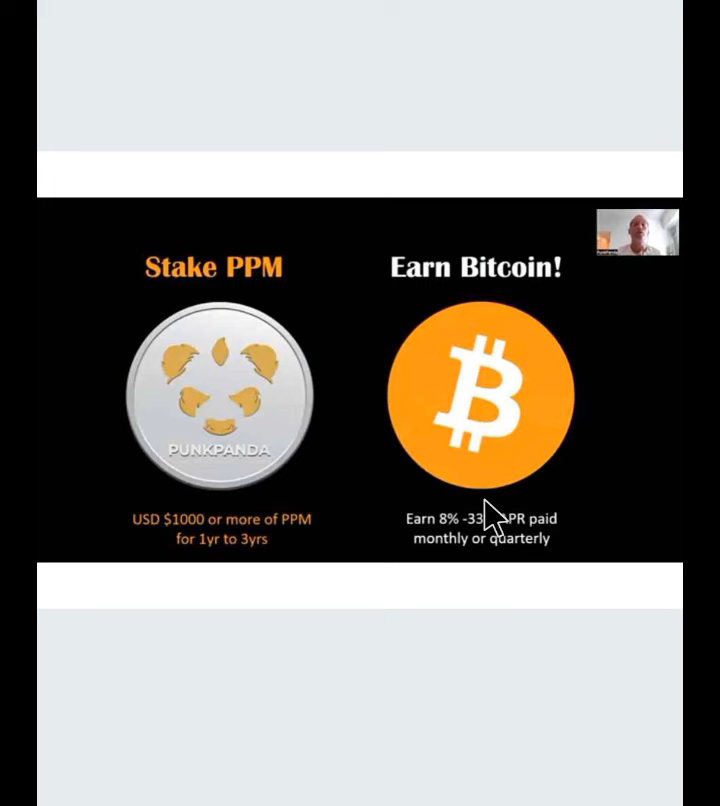 Stake PPM
Earn Bitcoin!
PUNKPANDA
USD $1000 or more of PPM
for 1yr to 3yrs
Earn 8% -33 PR paid
monthly or quarterly